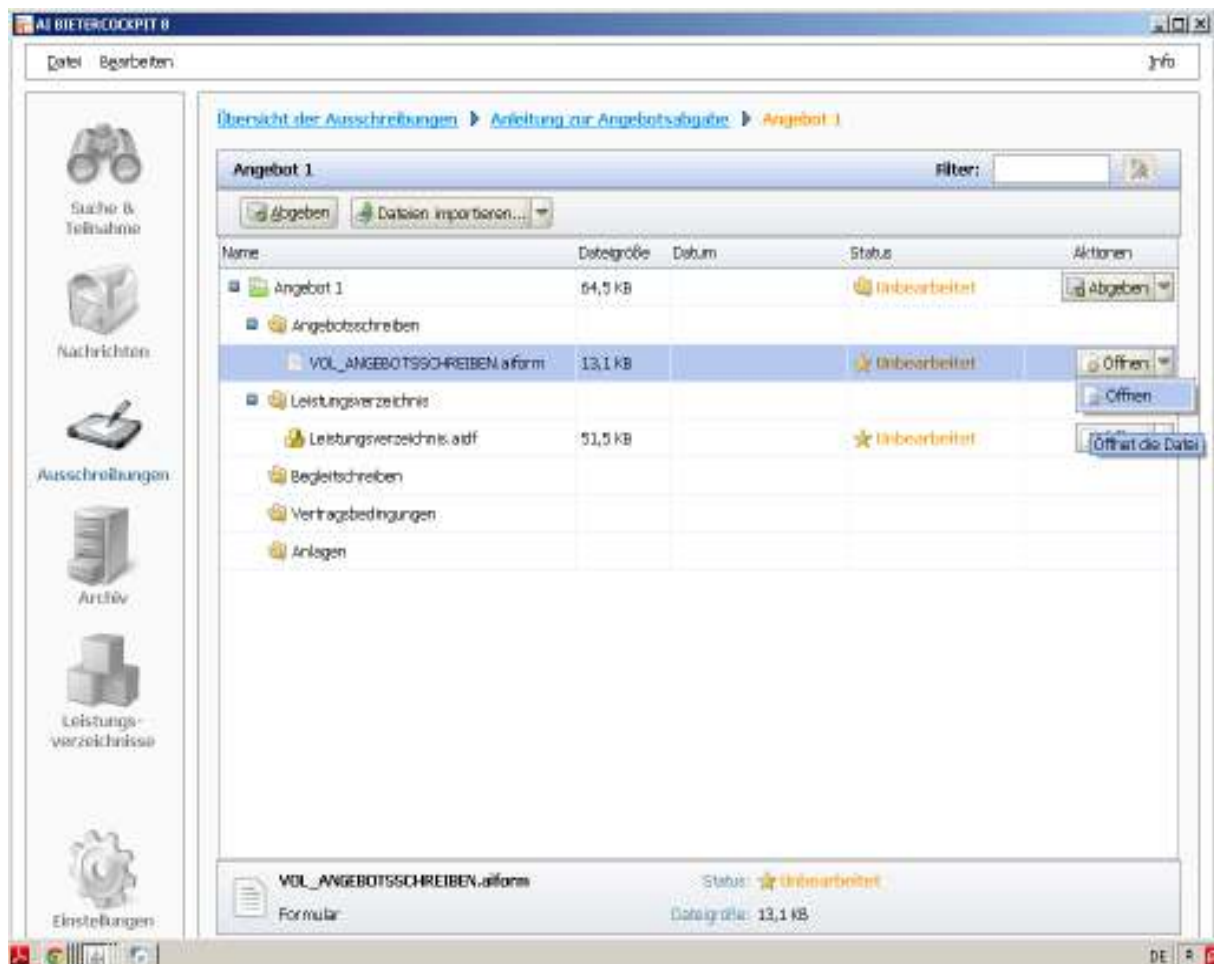 AI BIETERCOCKPIT 8
Datei Bearbeiten Info
Übersicht der Ausschreibungen Anleitung zur Angebotsabgabe Angebot 1
Angebot 1 Filter:
Abgeben Dateien importieren...
Name Dateigröße Datum Status Aktionen
Angebot 1 64,5 KB Unbearbeitet Abgeben
Angebotsschreiben
VOL_ANGEBOTSSCHREIBEN.aiform 13,1 KB Unbearbeitet Öffnen
Leistungsverzeichnis Öffnen
Leistungsverzeichnis.aidf 51,5 KB Unbearbeitet Öffnet die Datei
Begleitschreiben
Vertragsbedingungen
Anlagen
Suche &
Teilnahme
Nachrichten
Ausschreibungen
Archiv
Leistungs-
verzeichnisse
Einstellungen
VOL_ANGEBOTSSCHREIBEN.aiform Status: Unbearbeitet
Formular Dateigröße: 13,1 KB
DE